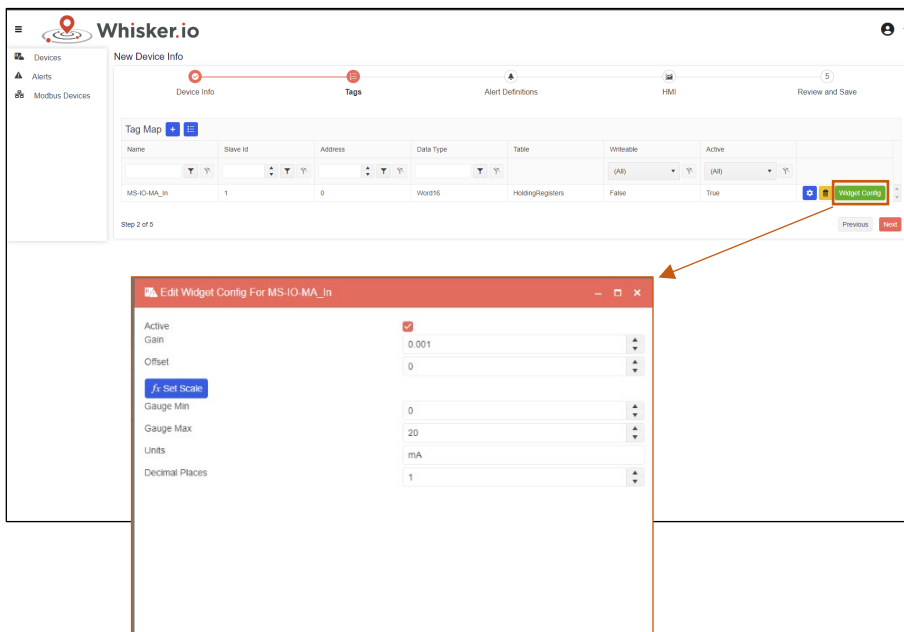 Whisker.io
Devices
Alerts
Modbus Devices
New Device Info
Device Info
Tags
Alert Definitions
HMI
5
Review and Save
Tag Map
Name Slave Id Address Data Type Table Writeable Active
(All) (All)
MS-IO-MA_In 1 0 Word16 HoldingRegisters False True Widget Config
Step 2 of 5
Previous Next
Edit Widget Config For MS-IO-MA_In
Active
Gain 0.001
Offset 0
fx Set Scale
Gauge Min 0
Gauge Max 20
Units mA
Decimal Places 1